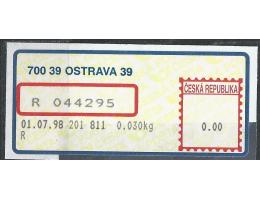 700 39 OSTRAVA 39
R 044295
ČESKÁ REPUBLIKA
0.00
01.07.98 201 811 0.030kg
R